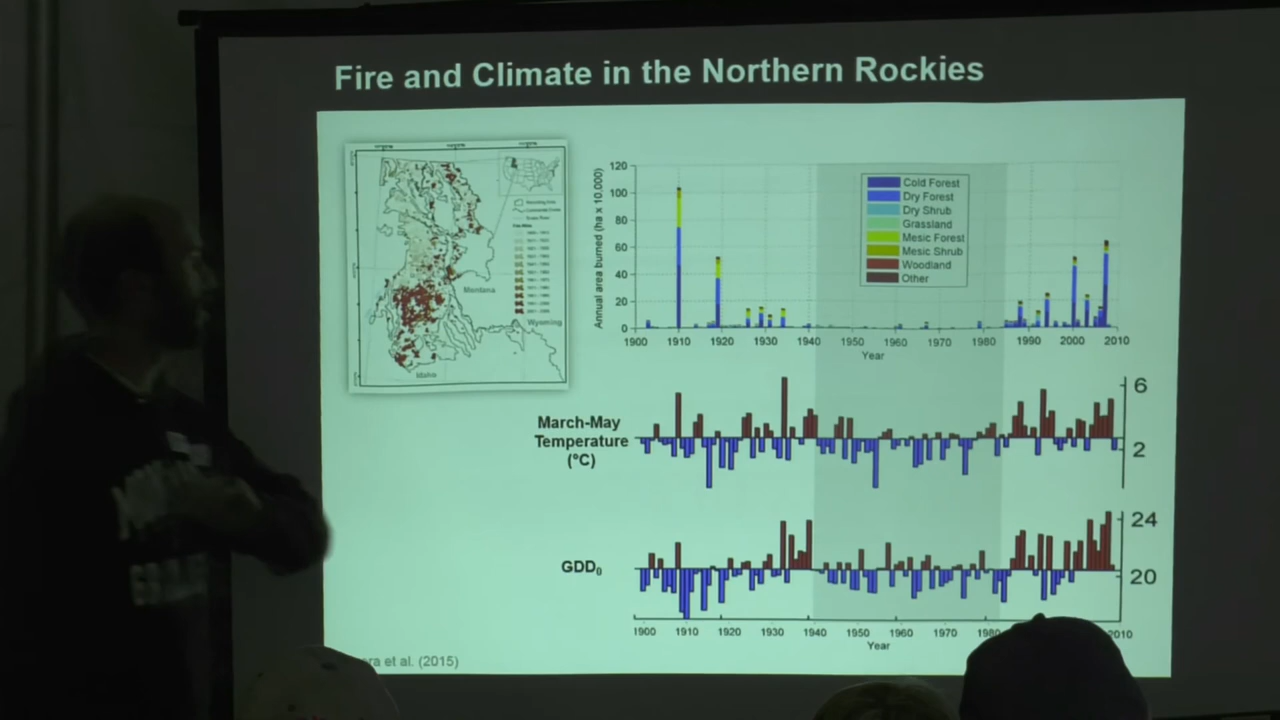 Fire and Climate in the Northern Rockies
Montana
Wyoming
Idaho
Annual area burned (ha x 10,000)
120
100
80
60
40
20
0
Cold Forest
Dry Forest
Dry Shrub
Grassland
Mesic Forest
Mesic Shrub
Woodland
Other
1900 1910 1920 1930 1940 1950 1960 1970 1980 1990 2000 2010
Year
March-May
Temperature
(°C)
6
2
GDD₀
24
20
1900 1910 1920 1930 1940 1950 1960 1970 2010
Year
et al. (2015)